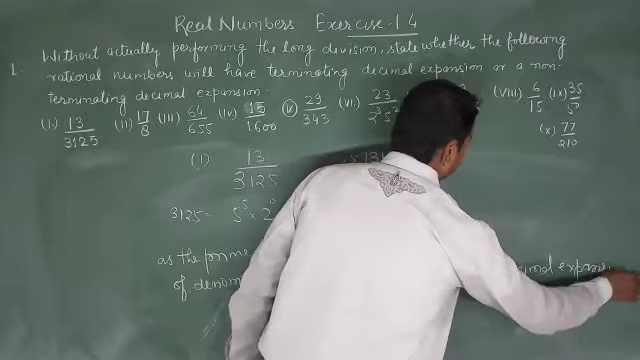 Real Numbers Exercise 1.4
1. Without actually performing the long division, state whether the following
rational numbers will have terminating decimal expansion or a non-
terminating decimal expansion.
(i) 13/3125 (ii) 17/8 (iii) 64/655 (iv) 15/1600 (v) 29/343 (vi) 23/2³5² (viii) 6/15 (ix) 35/50
(x) 77/210
(i) 13/3125
3125 = 5⁵ × 2⁰
as the prime
of denom